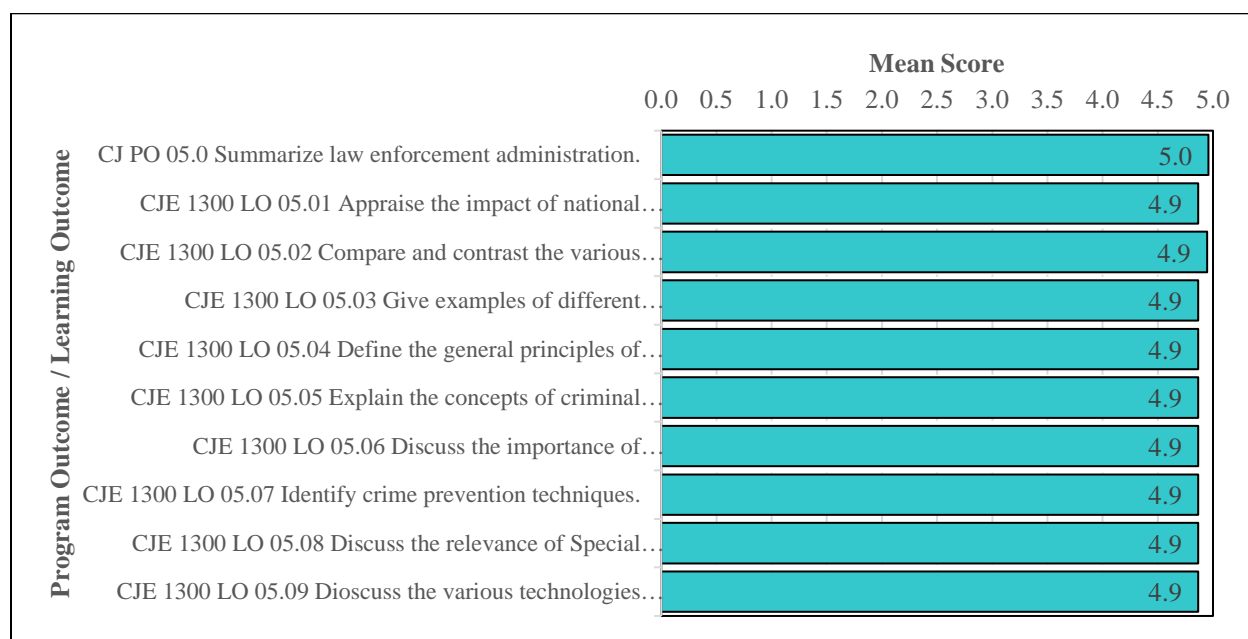 Mean Score
0.0 0.5 1.0 1.5 2.0 2.5 3.0 3.5 4.0 4.5 5.0
Program Outcome / Learning Outcome
CJ PO 05.0 Summarize law enforcement administration. 5.0
CJE 1300 LO 05.01 Appraise the impact of national… 4.9
CJE 1300 LO 05.02 Compare and contrast the various… 4.9
CJE 1300 LO 05.03 Give examples of different… 4.9
CJE 1300 LO 05.04 Define the general principles of… 4.9
CJE 1300 LO 05.05 Explain the concepts of criminal… 4.9
CJE 1300 LO 05.06 Discuss the importance of… 4.9
CJE 1300 LO 05.07 Identify crime prevention techniques. 4.9
CJE 1300 LO 05.08 Discuss the relevance of Special… 4.9
CJE 1300 LO 05.09 Dioscuss the various technologies… 4.9